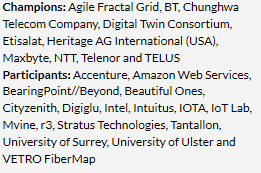 Champions: Agile Fractal Grid, BT, Chunghwa
Telecom Company, Digital Twin Consortium,
Etisalat, Heritage AG International (USA),
Maxbyte, NTT, Telenor and TELUS
Participants: Accenture, Amazon Web Services,
BearingPoint//Beyond, Beautiful Ones,
Cityzenith, Digiglu, Intel, Intuitus, IOTA, IoT Lab,
Mvine, r3, Stratus Technologies, Tantallon,
University of Surrey, University of Ulster and
VETRO FiberMap